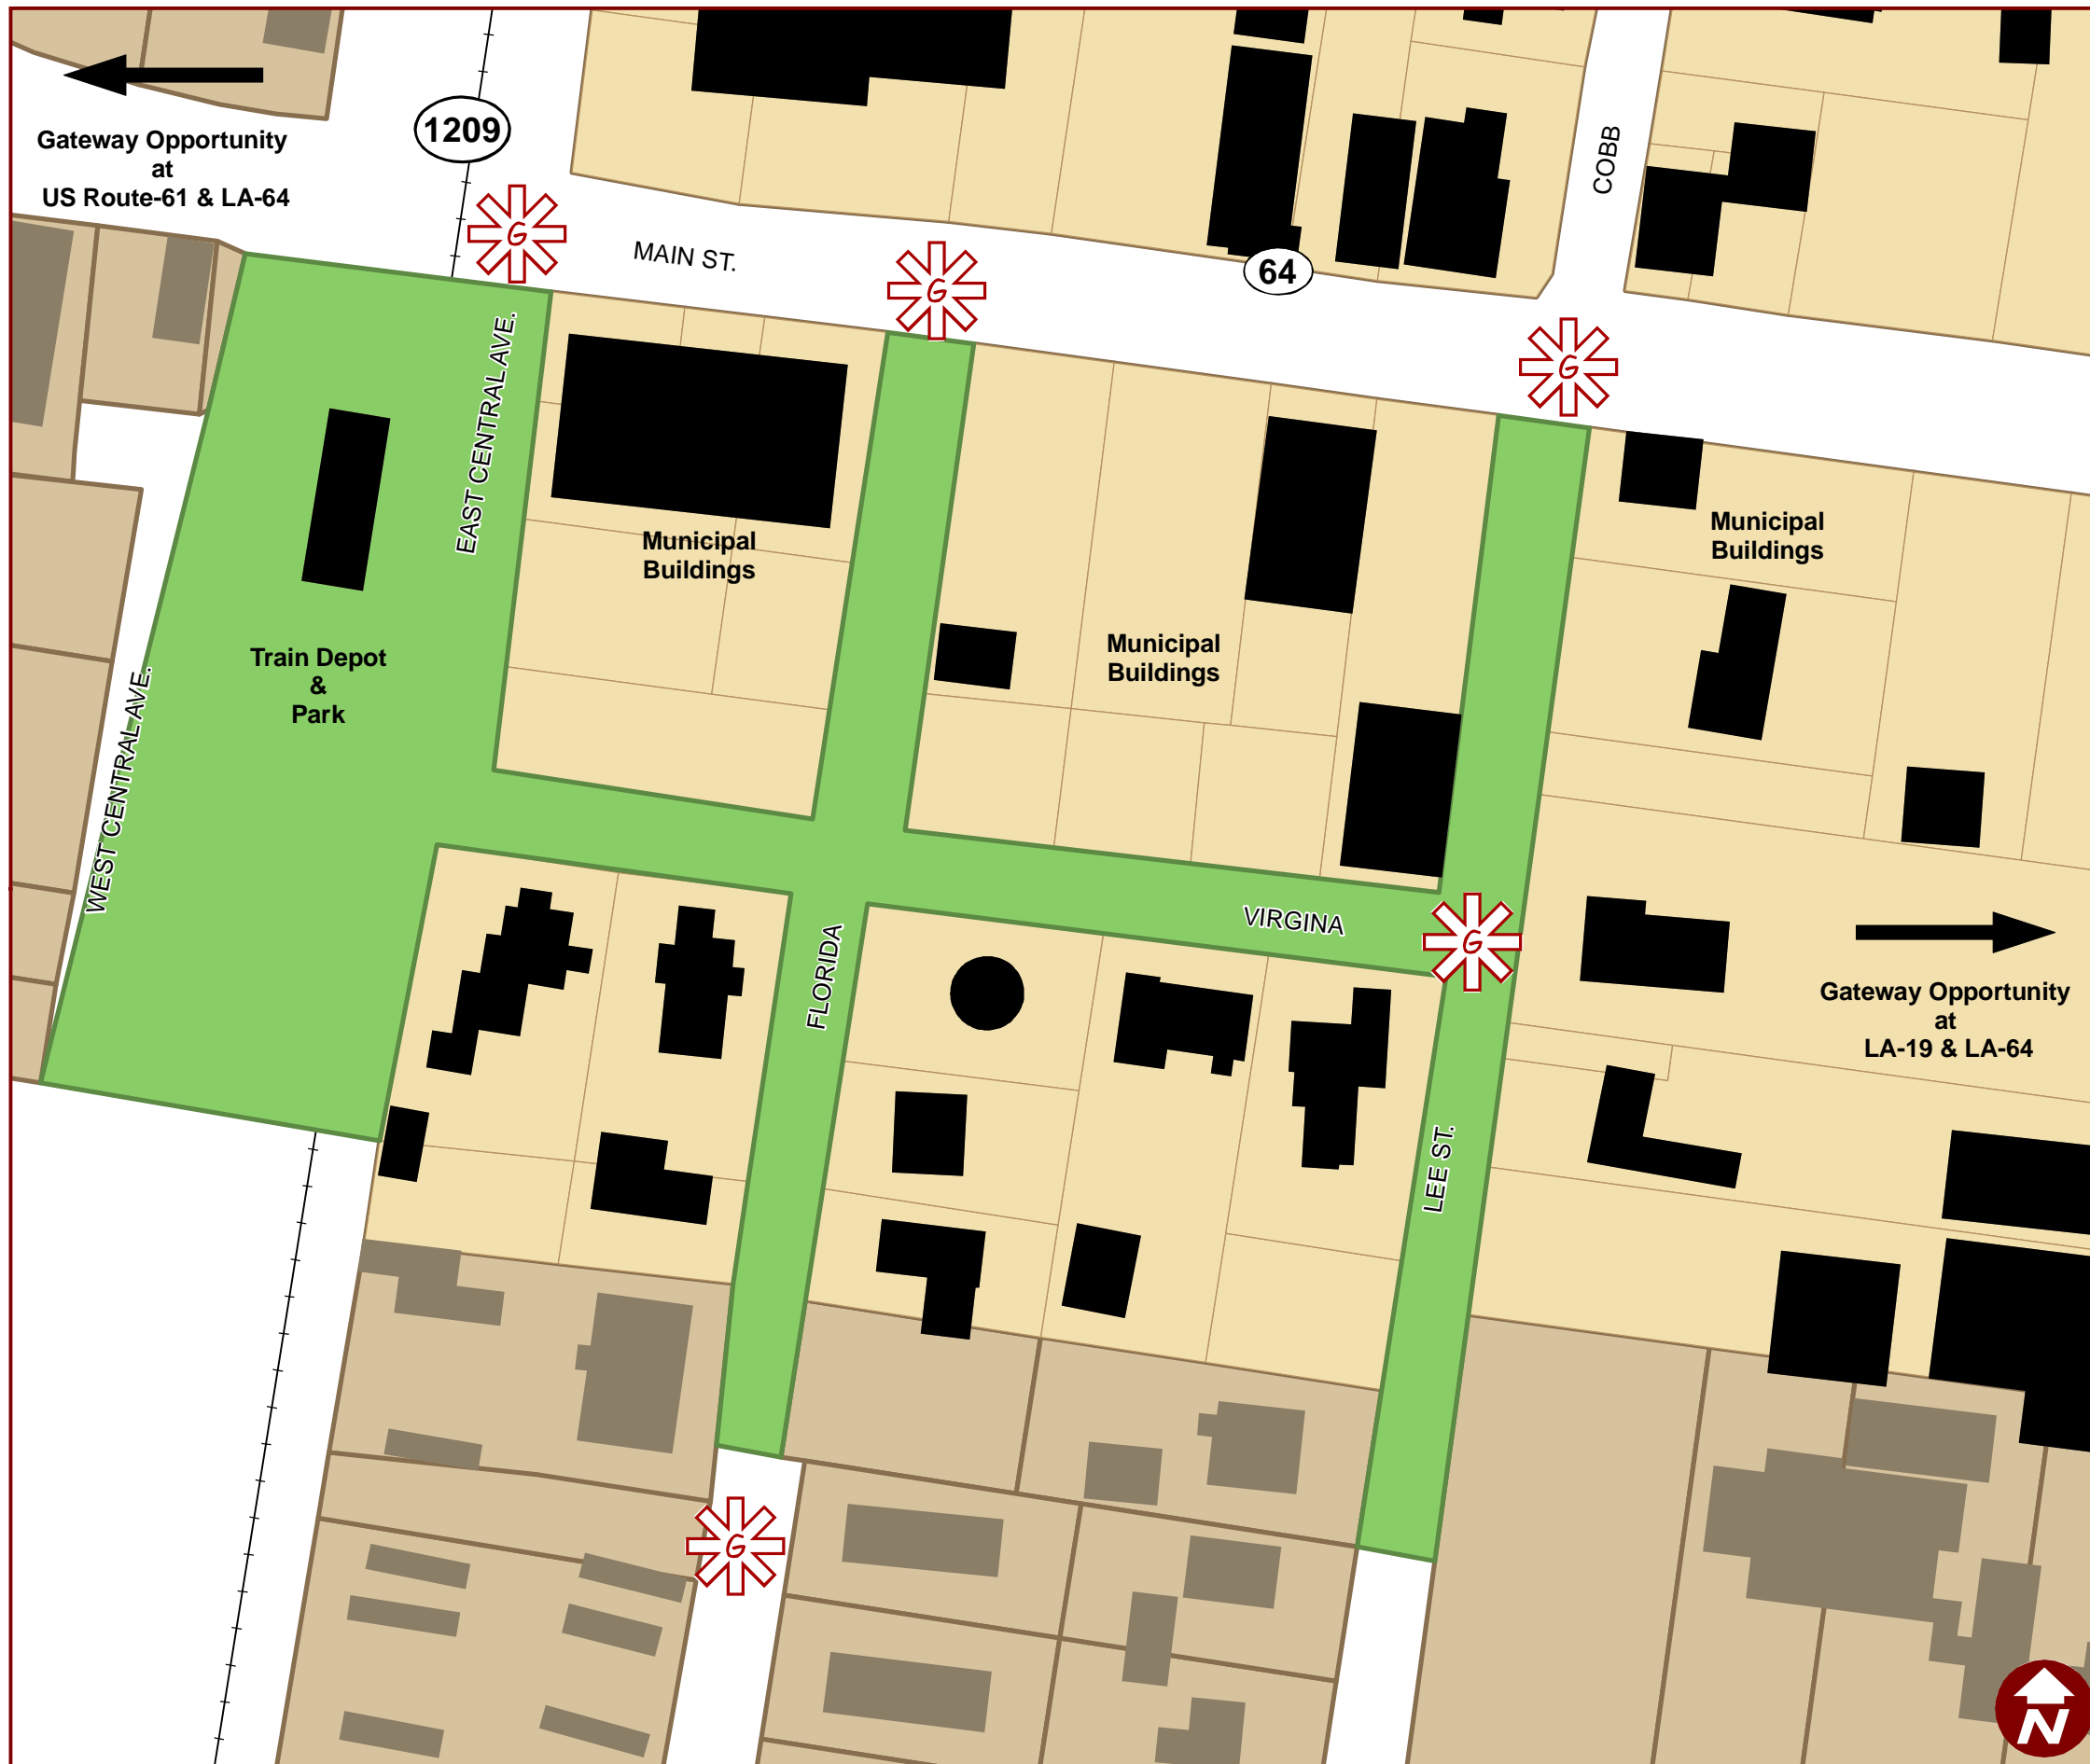 Gateway Opportunity
at
US Route-61 & LA-64
1209
G
MAIN ST.
G
64
COBB
G
EAST CENTRAL AVE.
Municipal
Buildings
Municipal
Buildings
Municipal
Buildings
Train Depot
&
Park
WEST CENTRAL AVE.
VIRGINA
G
FLORIDA
Gateway Opportunity
at
LA-19 & LA-64
LEE ST.
G
N